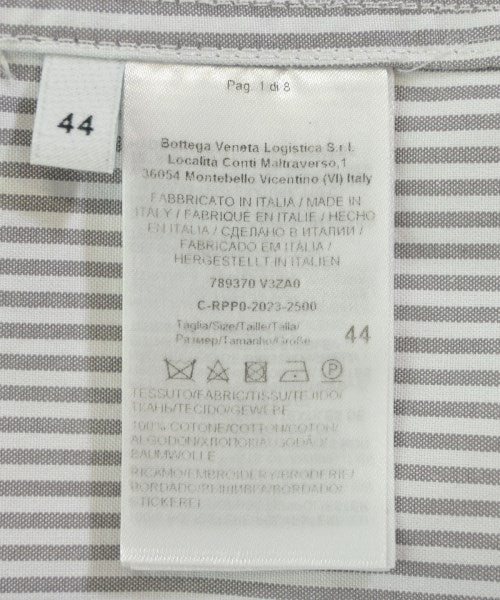 Pag. 1 di 8
44
Bottega Veneta Logistica S.r.l.
Località Conti Maltraverso,1
36054 Montebello Vicentino (VI) Italy
FABBRICATO IN ITALIA / MADE IN
ITALY / FABRIQUÉ EN ITALIE / HECHO
EN ITALIA / СДЕЛАНО В ИТАЛИИ /
FABRICADO EM ITÁLIA /
HERGESTELLT IN ITALIEN
789370 V3ZA0
C-RPP0-2023-2500
Taglia/Size/Taille/Talla/
Размер/Tamanho/Größe 44
TESSUTO/FABRIC/TISSU/TEJIDO/
ТКАНЬ/TECIDO/GEWEBE
100% COTONE/COTTON/COTON/
ALGODÓN/ХЛОПОК/ALGODÃO/
BAUMWOLLE
RICAMO/EMBROIDERY/BRODERIE/
BORDADO/ВЫШИВКА/BORDADO/
STICKEREI